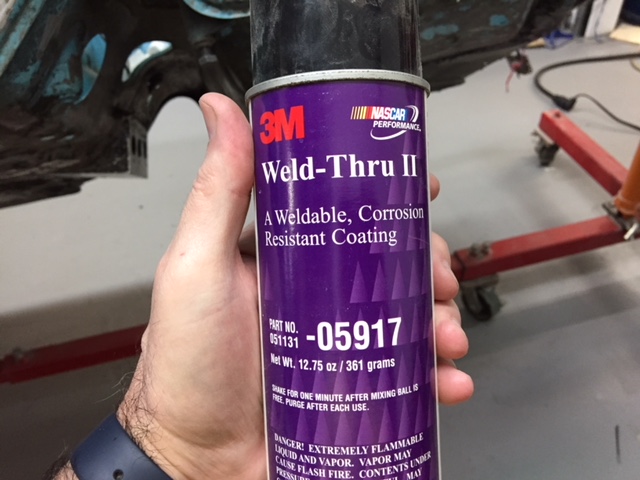 3M
NASCAR
PERFORMANCE
Weld-Thru II
A Weldable, Corrosion
Resistant Coating
PART NO.
051131 -05917
Net Wt. 12.75 oz / 361 grams
SHAKE FOR ONE MINUTE AFTER MIXING BALL IS
FREE. PURGE AFTER EACH USE.
DANGER! EXTREMELY FLAMMABLE
LIQUID AND VAPOR. VAPOR MAY
CAUSE FLASH FIRE. CONTENTS UNDER
MAY